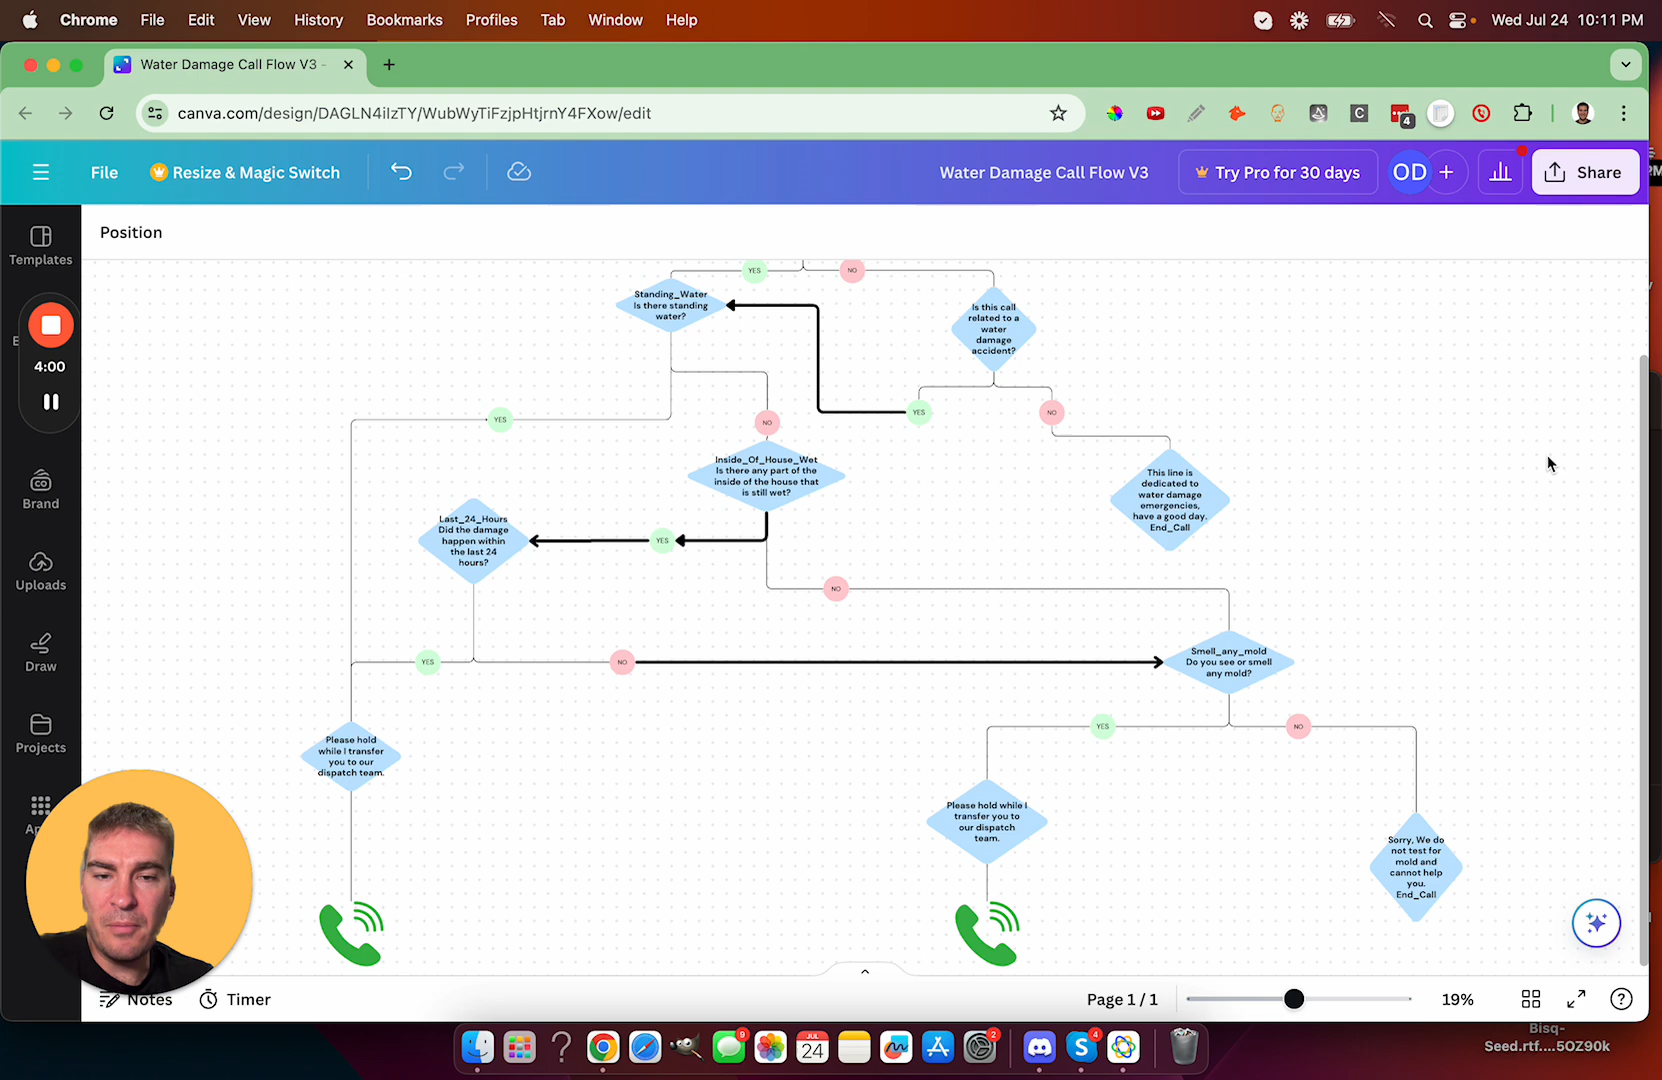 Chrome File Edit View History Bookmarks Profiles Tab Window Help Wed Jul 24 10:11 PM
Water Damage Call Flow V3 -
canva.com/design/DAGLN4iIzTY/WubWyTiFzjpHtjrnY4FXow/edit
4
File Resize & Magic Switch Water Damage Call Flow V3 Try Pro for 30 days OD Share
Position
Templates
4:00
Brand
Uploads
Draw
Projects
YES
NO
Standing_Water
Is there standing
water?
Is this call
related to a
water
damage
accident?
YES
NO
YES
NO
Inside_Of_House_Wet
Is there any part of the
inside of the house that
is still wet?
This line is
dedicated to
water damage
emergencies,
have a good day.
End_Call
Last_24_Hours
Did the damage
happen within
the last 24
hours?
YES
NO
YES
NO
Smell_any_mold
Do you see or smell
any mold?
YES
NO
Please hold
while I transfer
you to our
dispatch team.
Please hold while I
transfer you to
our dispatch
team.
Sorry, We do
not test for
mold and
cannot help
you.
End_Call
Notes Timer Page 1 / 1 19%
9
JUL
24
2
4
Bisq-
Seed.rtf....5OZ90k